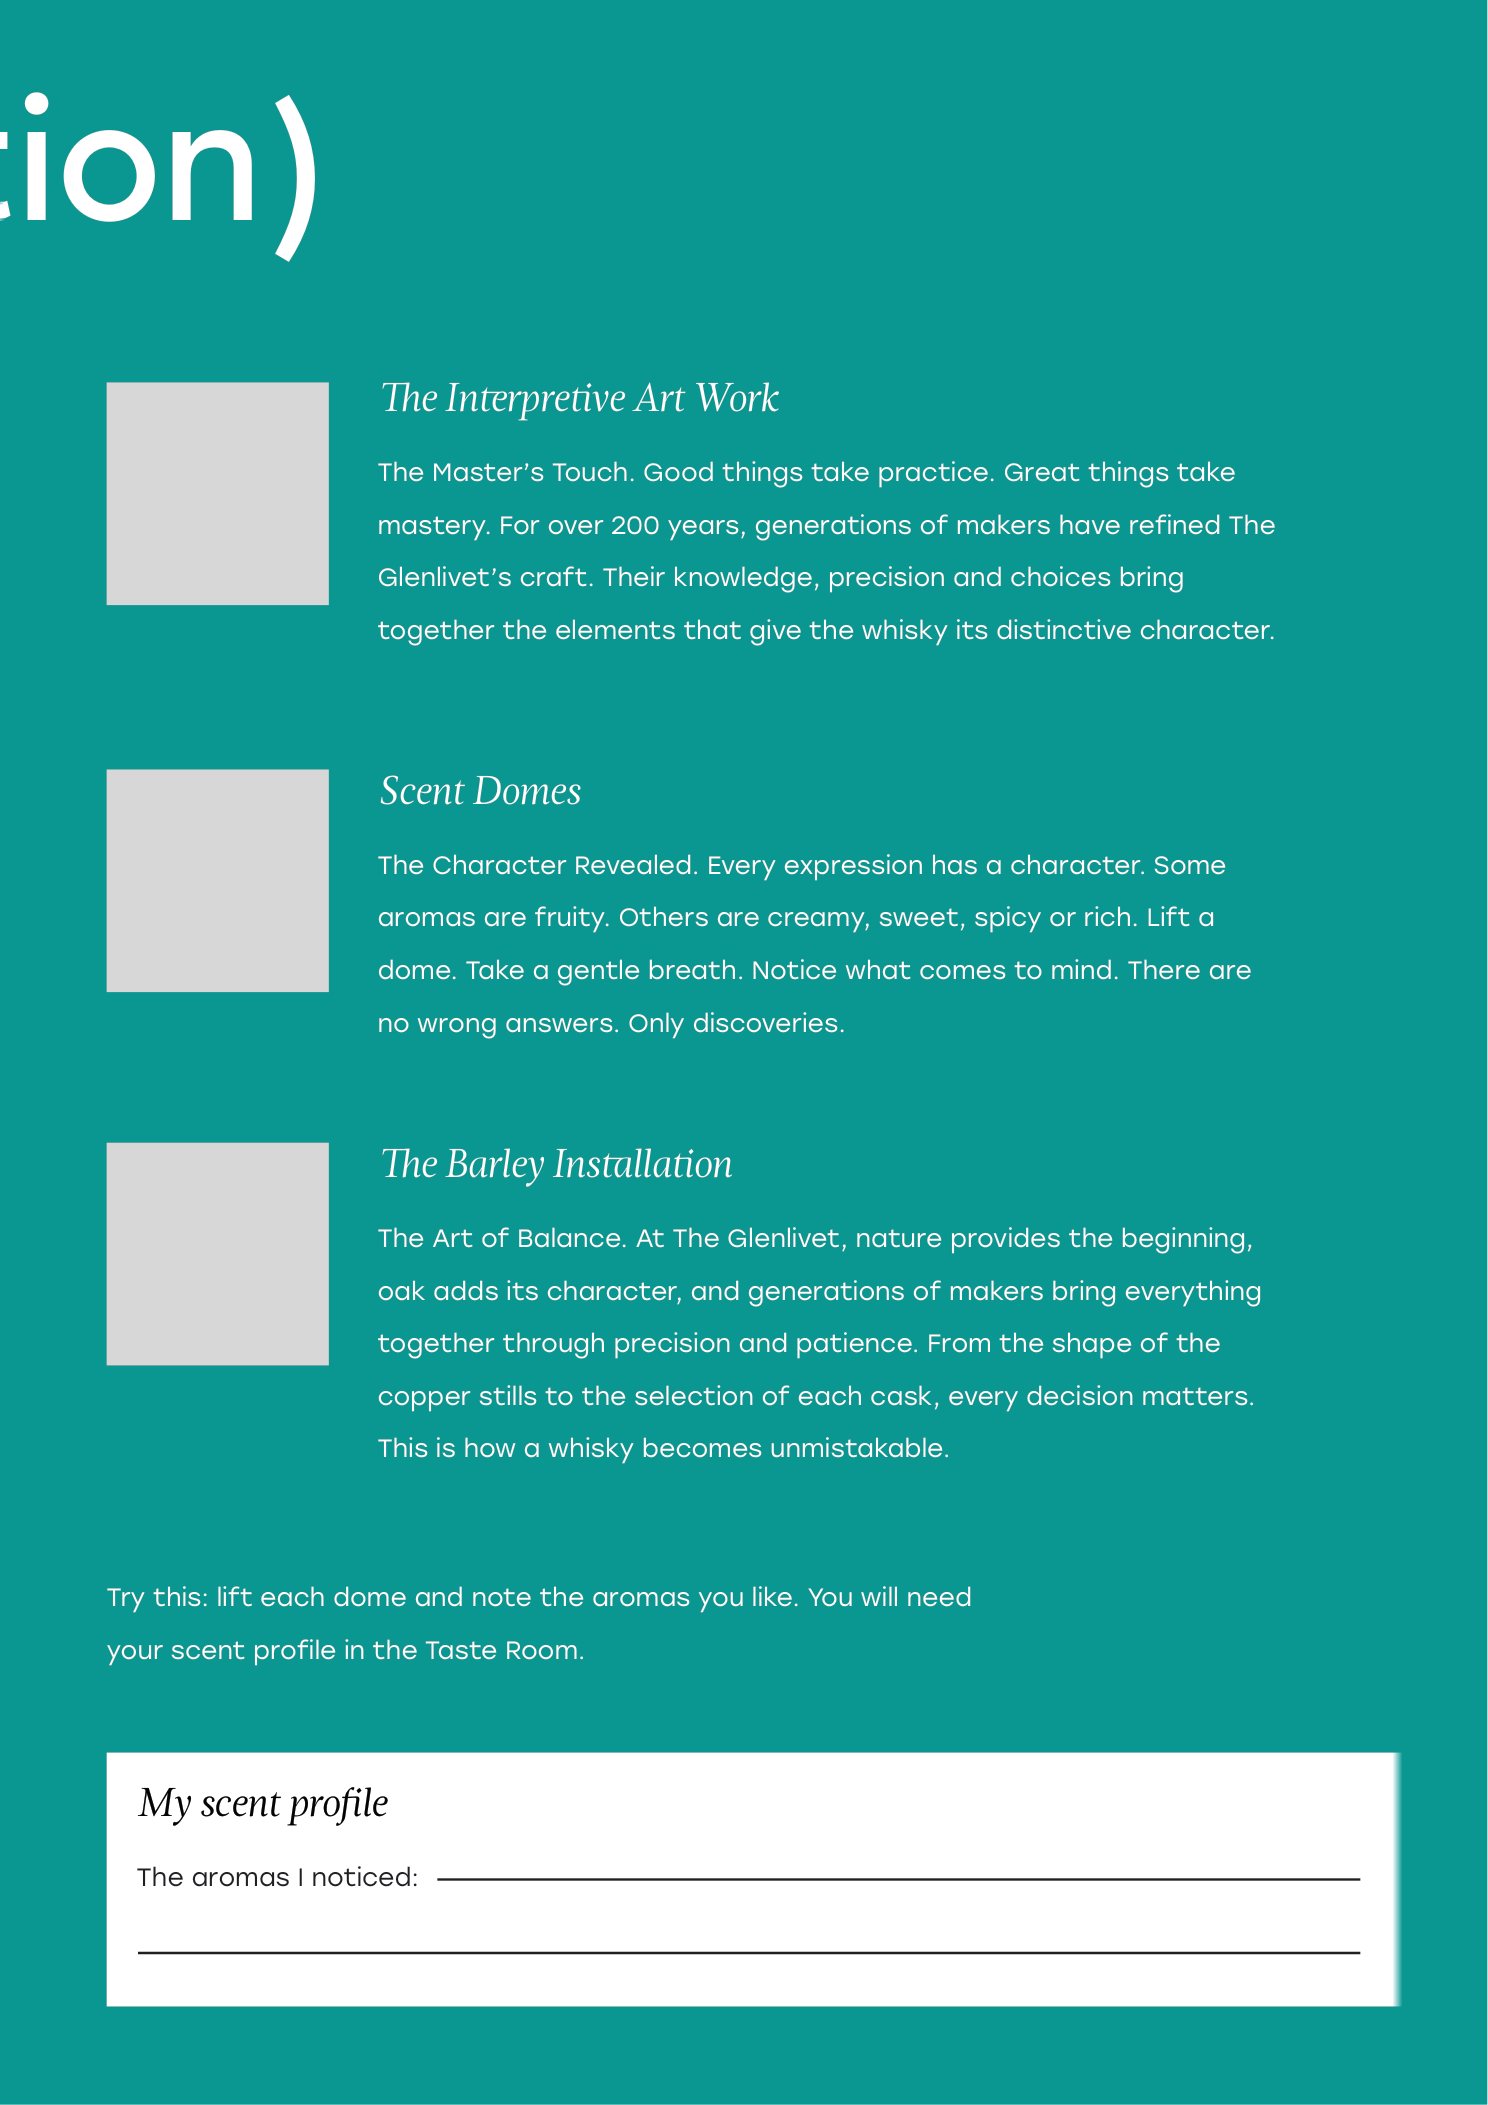 tion)
The Interpretive Art Work
The Master’s Touch. Good things take practice. Great things take
mastery. For over 200 years, generations of makers have refined The
Glenlivet’s craft. Their knowledge, precision and choices bring
together the elements that give the whisky its distinctive character.
Scent Domes
The Character Revealed. Every expression has a character. Some
aromas are fruity. Others are creamy, sweet, spicy or rich. Lift a
dome. Take a gentle breath. Notice what comes to mind. There are
no wrong answers. Only discoveries.
The Barley Installation
The Art of Balance. At The Glenlivet, nature provides the beginning,
oak adds its character, and generations of makers bring everything
together through precision and patience. From the shape of the
copper stills to the selection of each cask, every decision matters.
This is how a whisky becomes unmistakable.
Try this: lift each dome and note the aromas you like. You will need
your scent profile in the Taste Room.
My scent profile
The aromas I noticed: